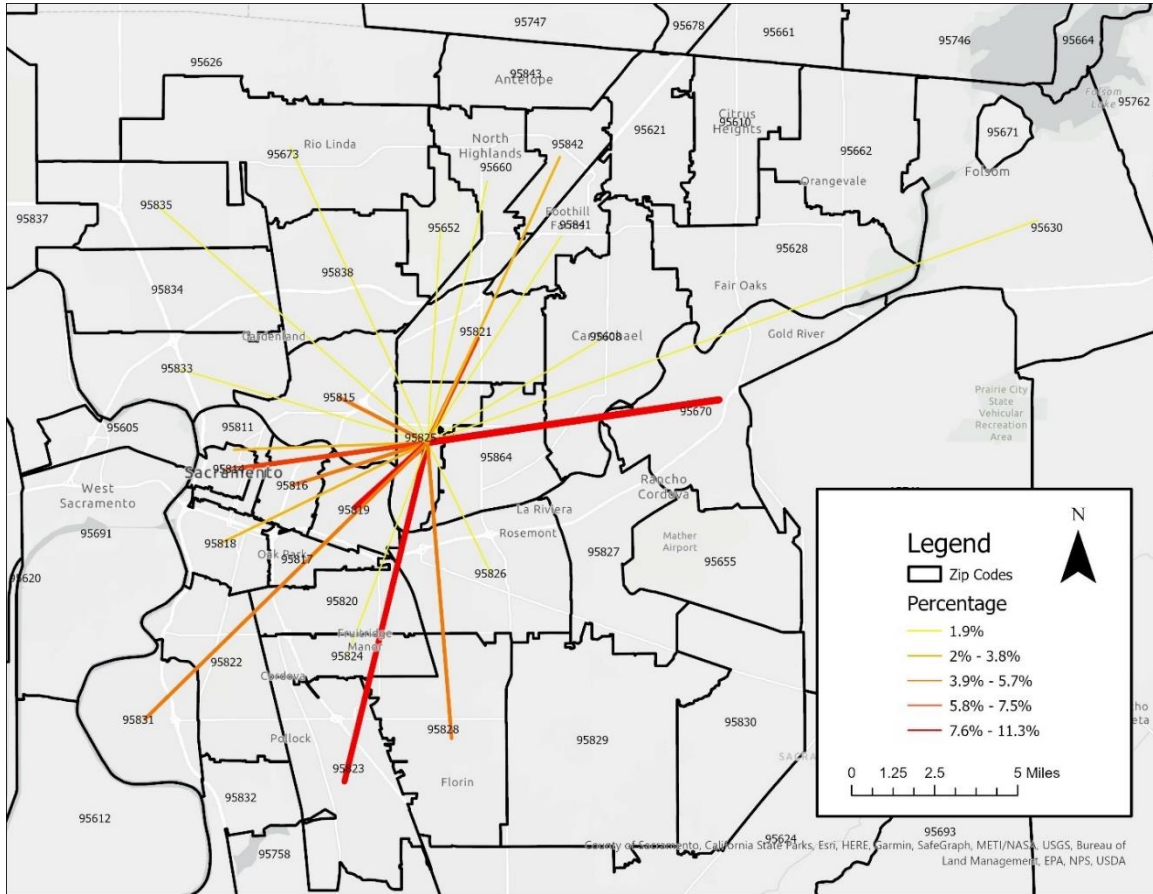 95747
95678
95661
95746
95664
95626
95843
Antelope
95762
Folsom
Lake
Citrus
95610
Heights
95621
95671
North
Highlands
95842
Rio Linda
95673
95660
95662
Folsom
Orangevale
95837
95835
95652
Foothill
Farms
95841
95630
95628
95838
95834
Fair Oaks
95821
Gold River
Gardenland
Carmichael
95608
95833
Prairie City
State
Vehicular
Recreation
Area
95815
95670
95605
95811
95825
95864
95814
Sacramento
95816
West
Sacramento
Rancho
Cordova
95819
La Riviera
95691
Rosemont
95818
Oak Park
95817
95827
Mather
Airport
95655
95620
95826
95820
Fruitridge
Manor
95824
95822
Cordova
95831
95828
95830
Pollock
95829
95823
Florin
95832
95612
95758
95624
95693
N
Legend
Zip Codes
Percentage
1.9%
2% - 3.8%
3.9% - 5.7%
5.8% - 7.5%
7.6% - 11.3%
0 1.25 2.5 5 Miles
County of Sacramento, California State Parks, Esri, HERE, Garmin, SafeGraph, METI/NASA, USGS, Bureau of
Land Management, EPA, NPS, USDA